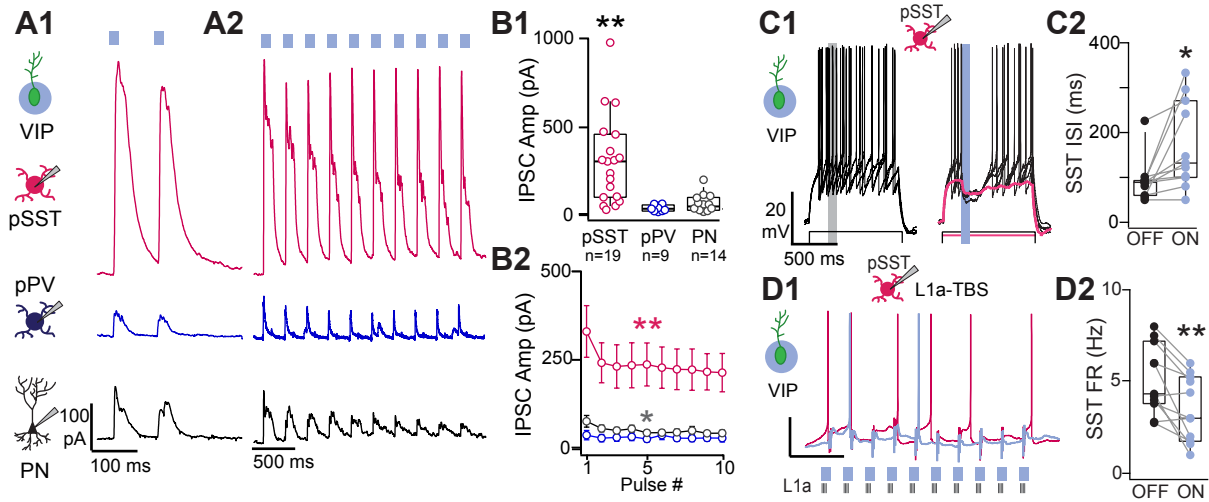 A1
A2
VIP
pSST
pPV
PN
100
pA
100 ms
500 ms
B1
**
IPSC Amp (pA)
1000
500
0
pSST
pPV
PN
n=19
n=9
n=14
B2
IPSC Amp (pA)
500
250
0
**
*
1
5
10
Pulse #
C1
pSST
VIP
20
mV
500 ms
C2
SST ISI (ms)
400
200
0
*
OFF
ON
D1
pSST
L1a-TBS
VIP
L1a
D2
SST FR (Hz)
10
5
0
**
OFF
ON